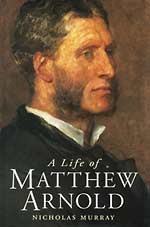 A Life of
MATTHEW
ARNOLD
NICHOLAS MURRAY